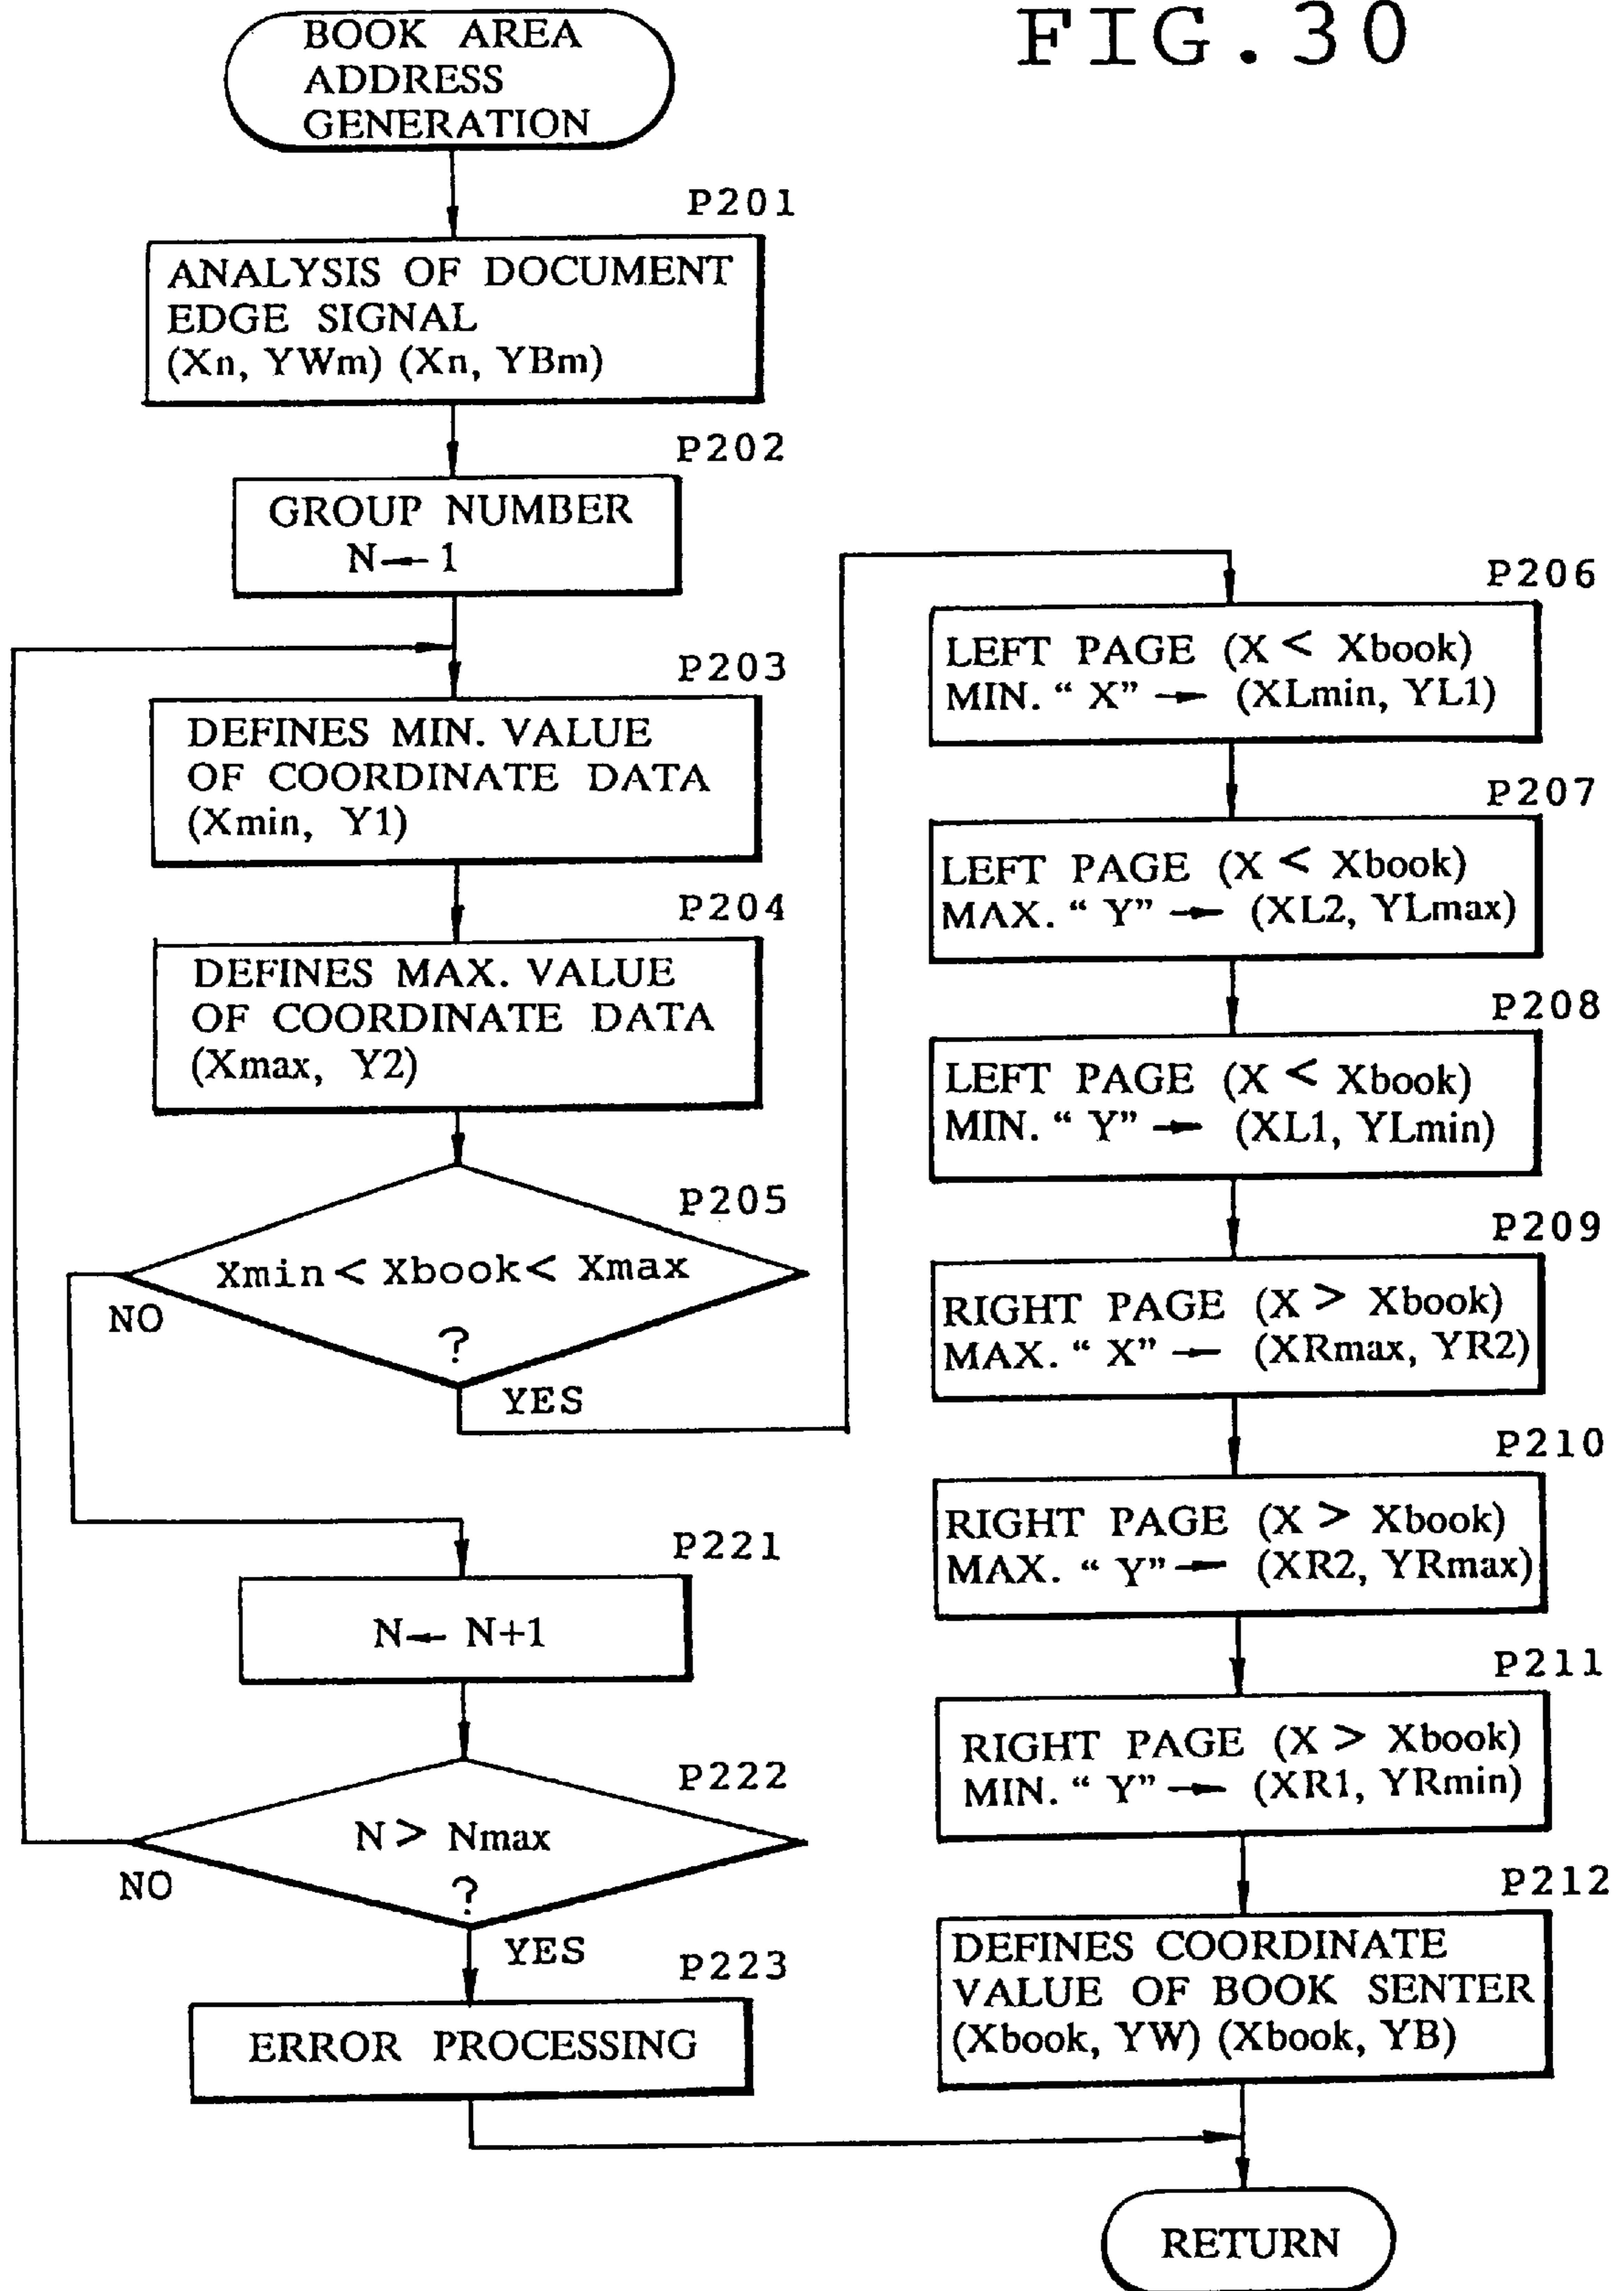 FIG.30
BOOK AREA
ADDRESS
GENERATION
P201
ANALYSIS OF DOCUMENT
EDGE SIGNAL
(Xn, YWm) (Xn, YBm)
P202
GROUP NUMBER
N ← 1
P203
DEFINES MIN. VALUE
OF COORDINATE DATA
(Xmin, Y1)
P204
DEFINES MAX. VALUE
OF COORDINATE DATA
(Xmax, Y2)
P205
Xmin < Xbook < Xmax
?
NO
YES
P221
N ← N+1
P222
N > Nmax
?
NO
YES
P223
ERROR PROCESSING
P206
LEFT PAGE (X < Xbook)
MIN. “ X” → (XLmin, YL1)
P207
LEFT PAGE (X < Xbook)
MAX. “ Y” → (XL2, YLmax)
P208
LEFT PAGE (X < Xbook)
MIN. “ Y” → (XL1, YLmin)
P209
RIGHT PAGE (X > Xbook)
MAX. “ X” → (XRmax, YR2)
P210
RIGHT PAGE (X > Xbook)
MAX. “ Y” → (XR2, YRmax)
P211
RIGHT PAGE (X > Xbook)
MIN. “ Y” → (XR1, YRmin)
P212
DEFINES COORDINATE
VALUE OF BOOK SENTER
(Xbook, YW) (Xbook, YB)
RETURN